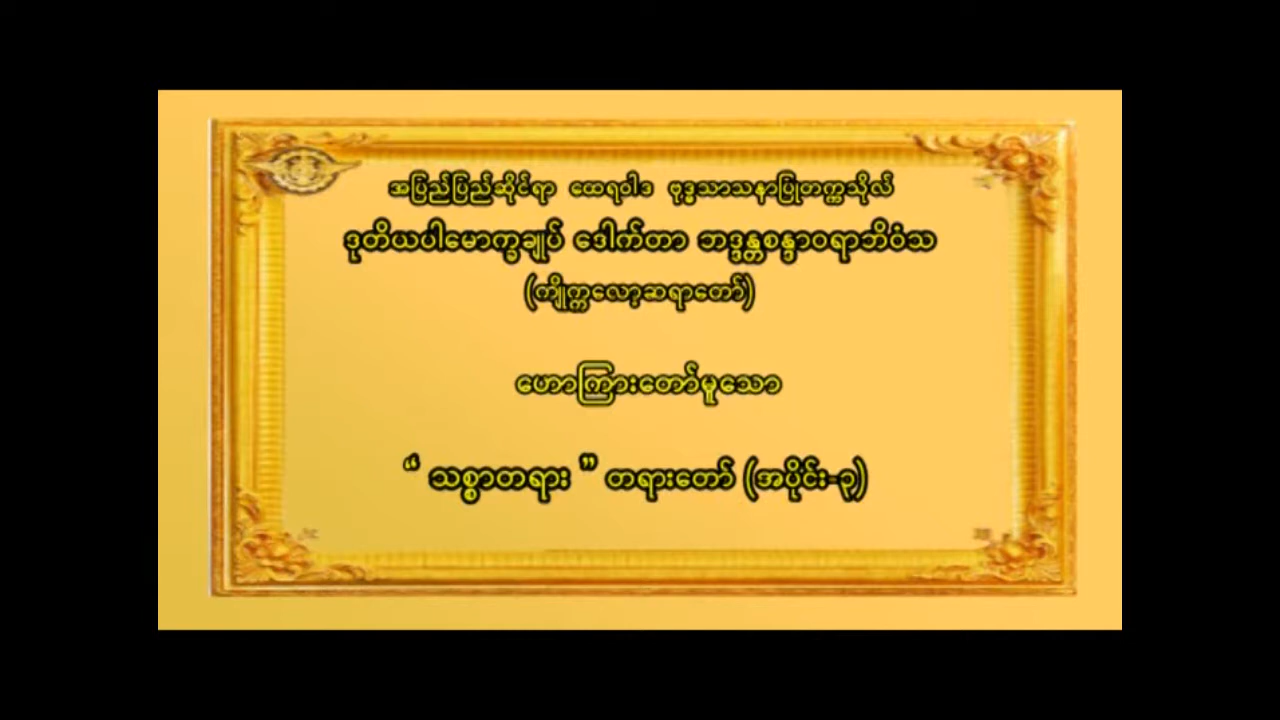 အပြည်ပြည်ဆိုင်ရာ ထေရဝါဒ ဗုဒ္ဓသာသနာပြုတက္ကသိုလ်
ဒုတိယပါမောက္ခချုပ် ဒေါက်တာ ဘဒ္ဒန္တစန္ဒာဝရာဘိဝံသ
(ကျိုက္ကလော့ဆရာတော်)
ဟောကြားတော်မူသော
“ သစ္စာတရား ” တရားတော် (အပိုင်း-၃)